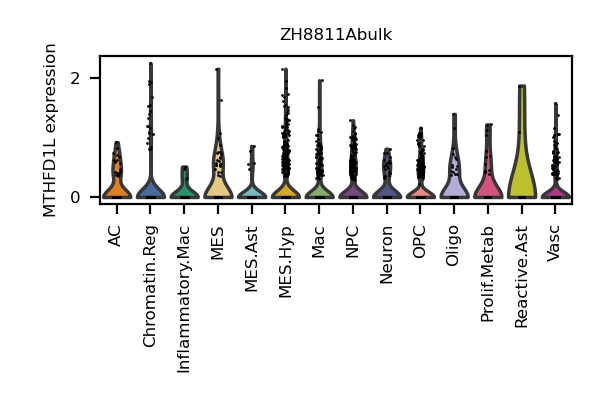 ZH8811Abulk
MTHFD1L expression
2
0
AC
Chromatin.Reg
Inflammatory.Mac
MES
MES.Ast
MES.Hyp
Mac
NPC
Neuron
OPC
Oligo
Prolif.Metab
Reactive.Ast
Vasc